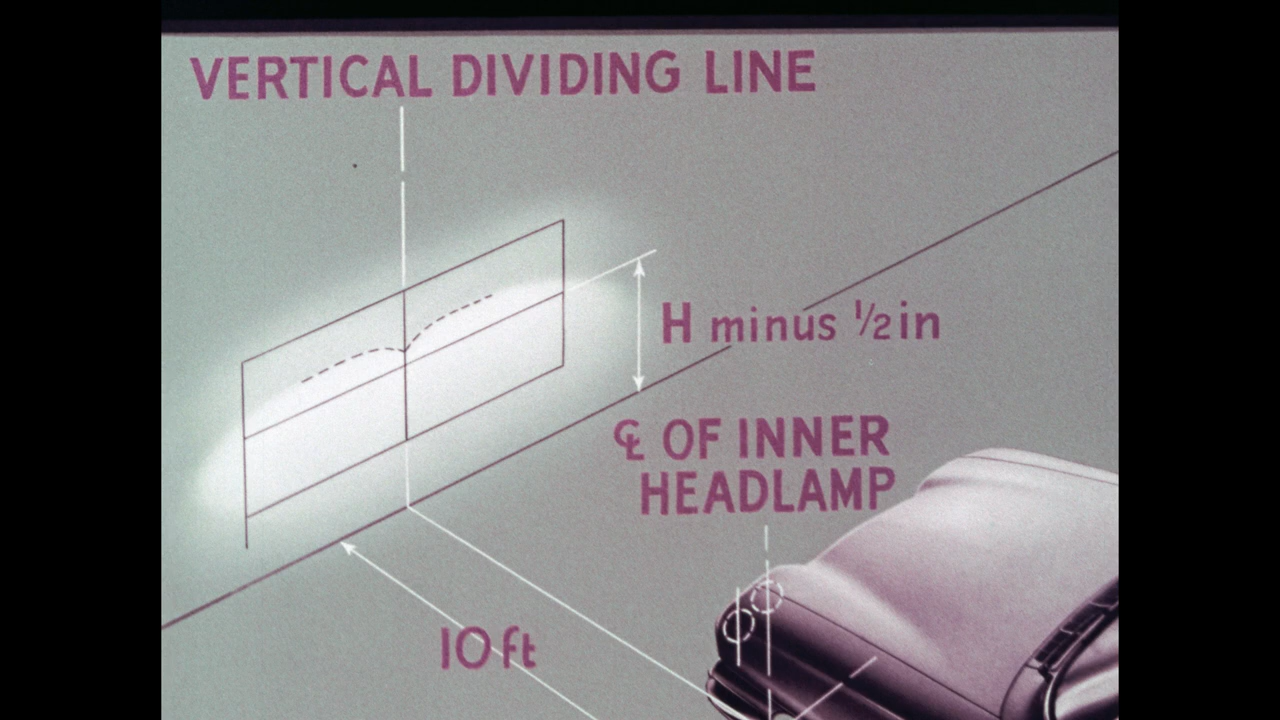 VERTICAL DIVIDING LINE
H minus ½in
℄ OF INNER
HEADLAMP
10ft